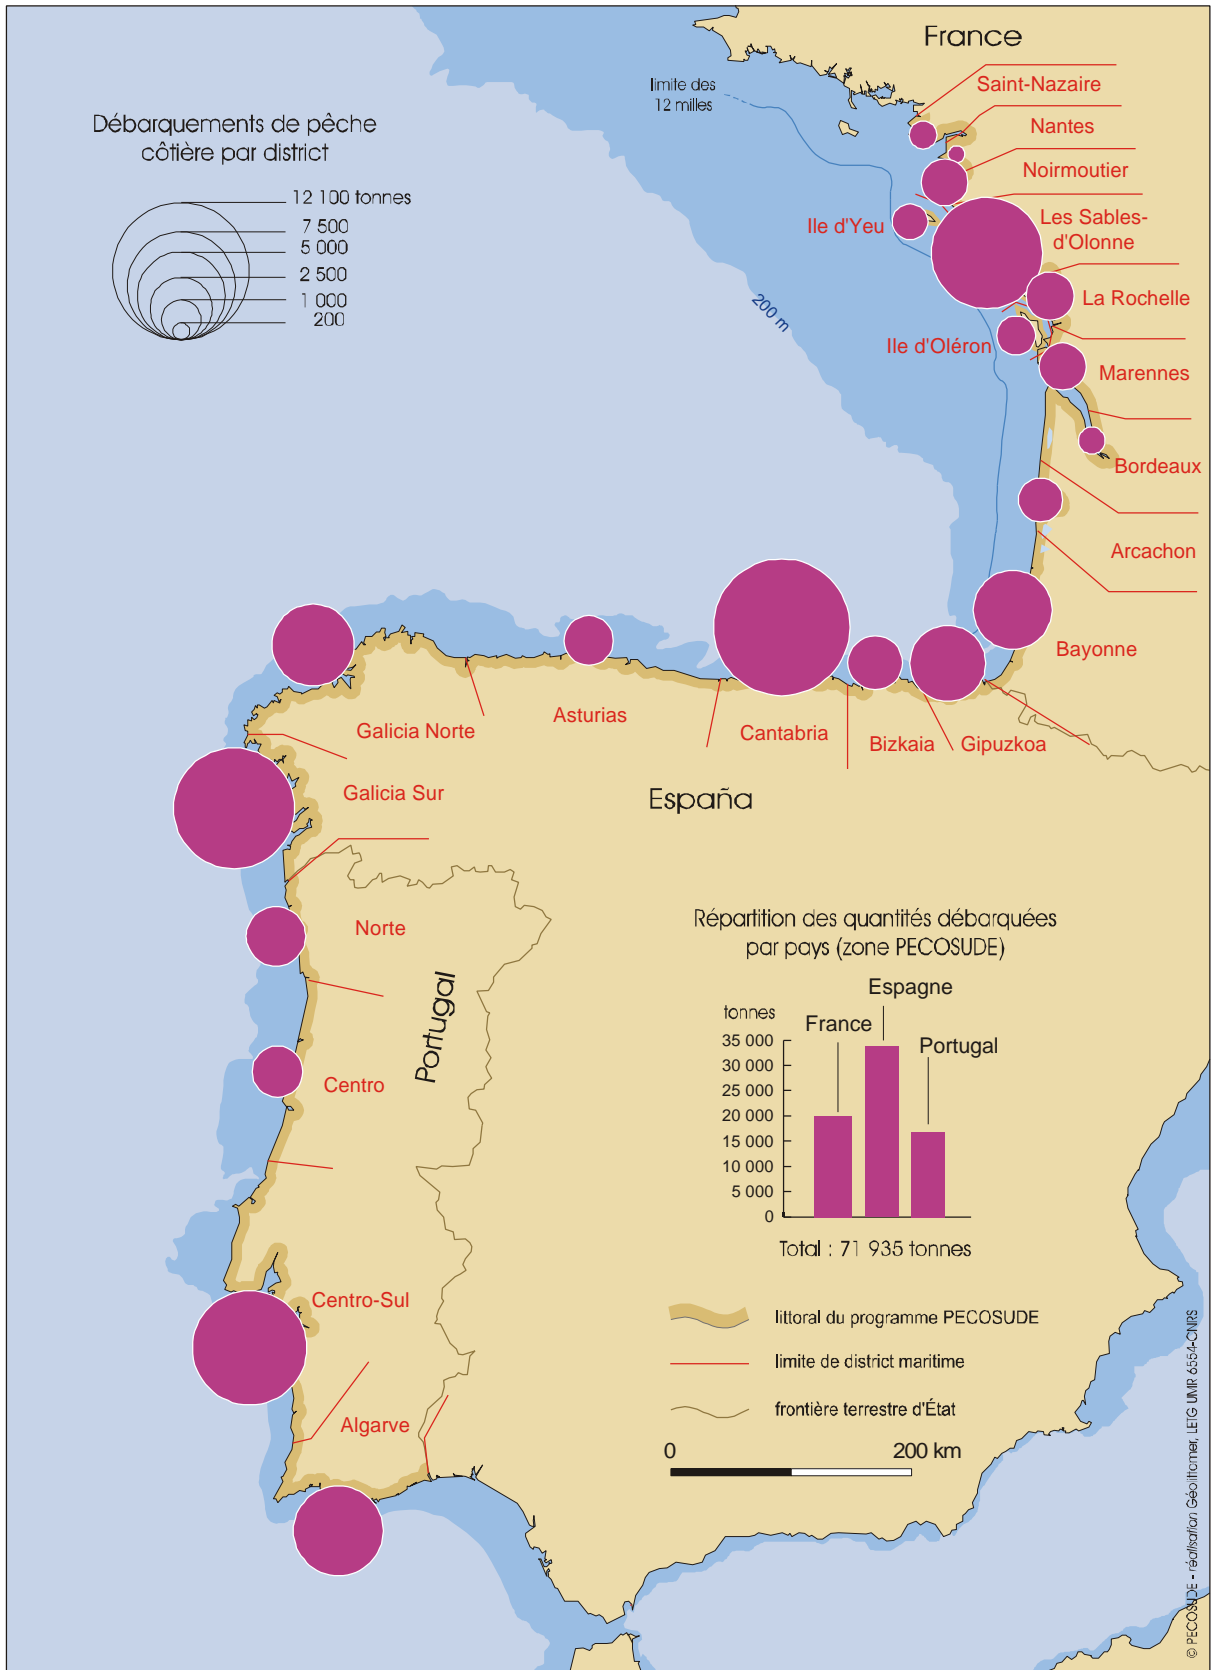 France
limite des
12 milles
Saint-Nazaire
Nantes
Noirmoutier
Ile d'Yeu
Les Sables-
d'Olonne
La Rochelle
Ile d'Oléron
Marennes
Bordeaux
Arcachon
Bayonne
200 m
Débarquements de pêche
côtière par district
12 100 tonnes
7 500
5 000
2 500
1 000
200
Galicia Norte
Asturias
Cantabria
Bizkaia
Gipuzkoa
Galicia Sur
España
Norte
Portugal
Centro
Centro-Sul
Algarve
Répartition des quantités débarquées
par pays (zone PECOSUDE)
tonnes
France
Espagne
Portugal
35 000
30 000
25 000
20 000
15 000
10 000
5 000
0
Total : 71 935 tonnes
littoral du programme PECOSUDE
limite de district maritime
frontière terrestre d'État
0 200 km
© PECOSUDE - réalisation Géolittomer, LETG UMR 6554-CNRS